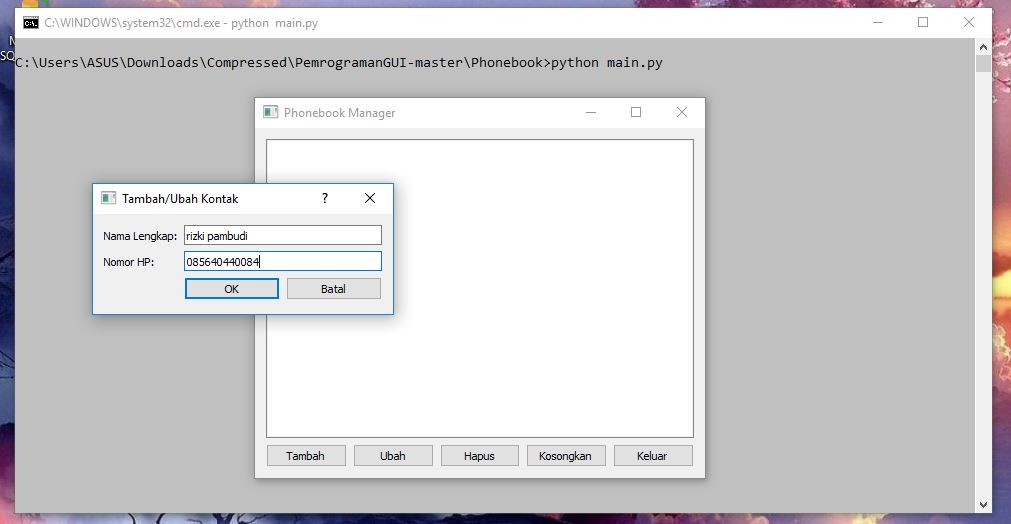 C:\WINDOWS\system32\cmd.exe - python  main.py
C:\Users\ASUS\Downloads\Compressed\PemrogramanGUI-master\Phonebook>python main.py
Phonebook Manager
Tambah/Ubah Kontak
?
Nama Lengkap: rizki pambudi
Nomor HP: 085640440084
OK Batal
Tambah Ubah Hapus Kosongkan Keluar